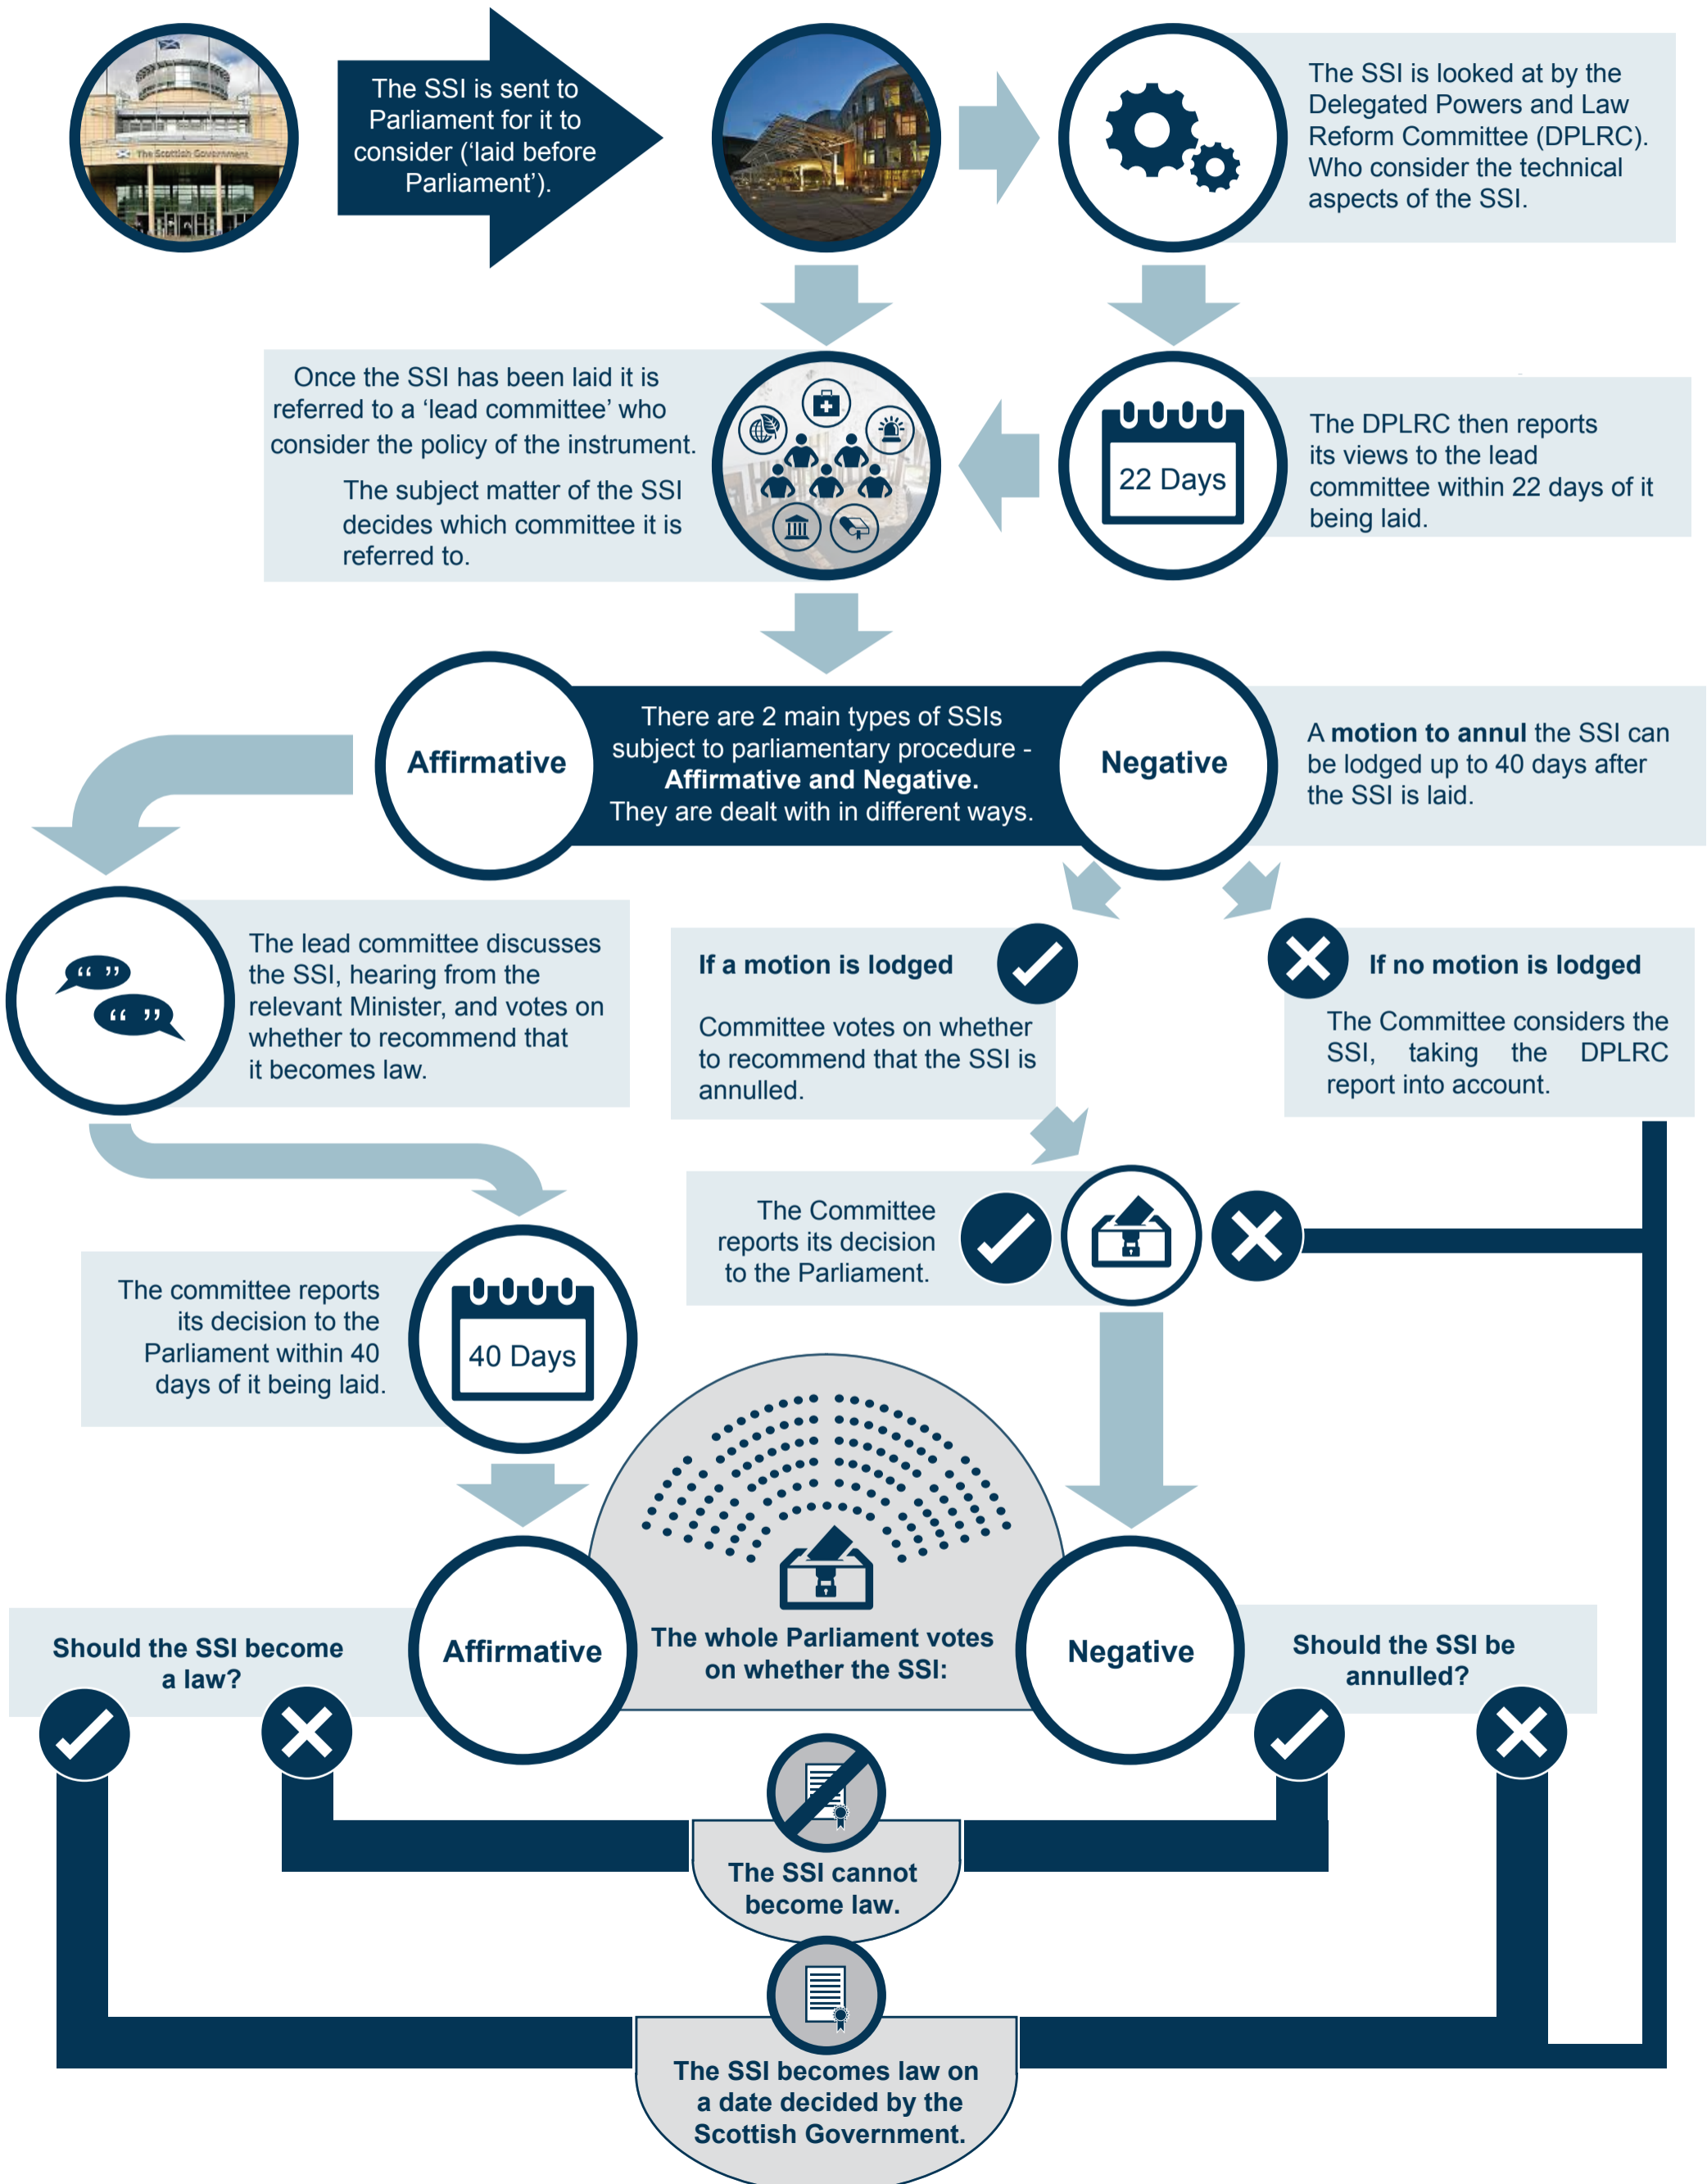 The Scottish Government
The SSI is sent to
Parliament for it to
consider (‘laid before
Parliament’).
The SSI is looked at by the
Delegated Powers and Law
Reform Committee (DPLRC).
Who consider the technical
aspects of the SSI.
Once the SSI has been laid it is
referred to a ‘lead committee’ who
consider the policy of the instrument.
The subject matter of the SSI
decides which committee it is
referred to.
22 Days
The DPLRC then reports
its views to the lead
committee within 22 days of it
being laid.
Affirmative
There are 2 main types of SSIs
subject to parliamentary procedure -
Affirmative and Negative.
They are dealt with in different ways.
Negative
A motion to annul the SSI can
be lodged up to 40 days after
the SSI is laid.
“ ”
“ ”
The lead committee discusses
the SSI, hearing from the
relevant Minister, and votes on
whether to recommend that
it becomes law.
If a motion is lodged
Committee votes on whether
to recommend that the SSI is
annulled.
If no motion is lodged
The Committee considers the
SSI, taking the DPLRC
report into account.
The Committee
reports its decision
to the Parliament.
The committee reports
its decision to the
Parliament within 40
days of it being laid.
40 Days
Should the SSI become
a law?
Affirmative
The whole Parliament votes
on whether the SSI:
Negative
Should the SSI be
annulled?
The SSI cannot
become law.
The SSI becomes law on
a date decided by the
Scottish Government.